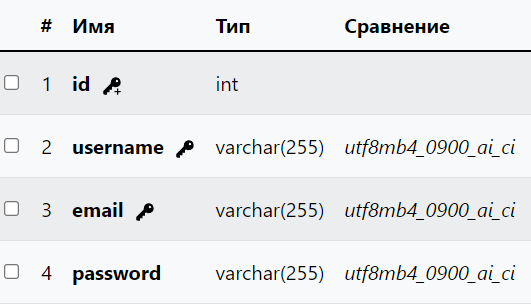 # Имя Тип Сравнение
1 id int
2 username varchar(255) utf8mb4_0900_ai_ci
3 email varchar(255) utf8mb4_0900_ai_ci
4 password varchar(255) utf8mb4_0900_ai_ci